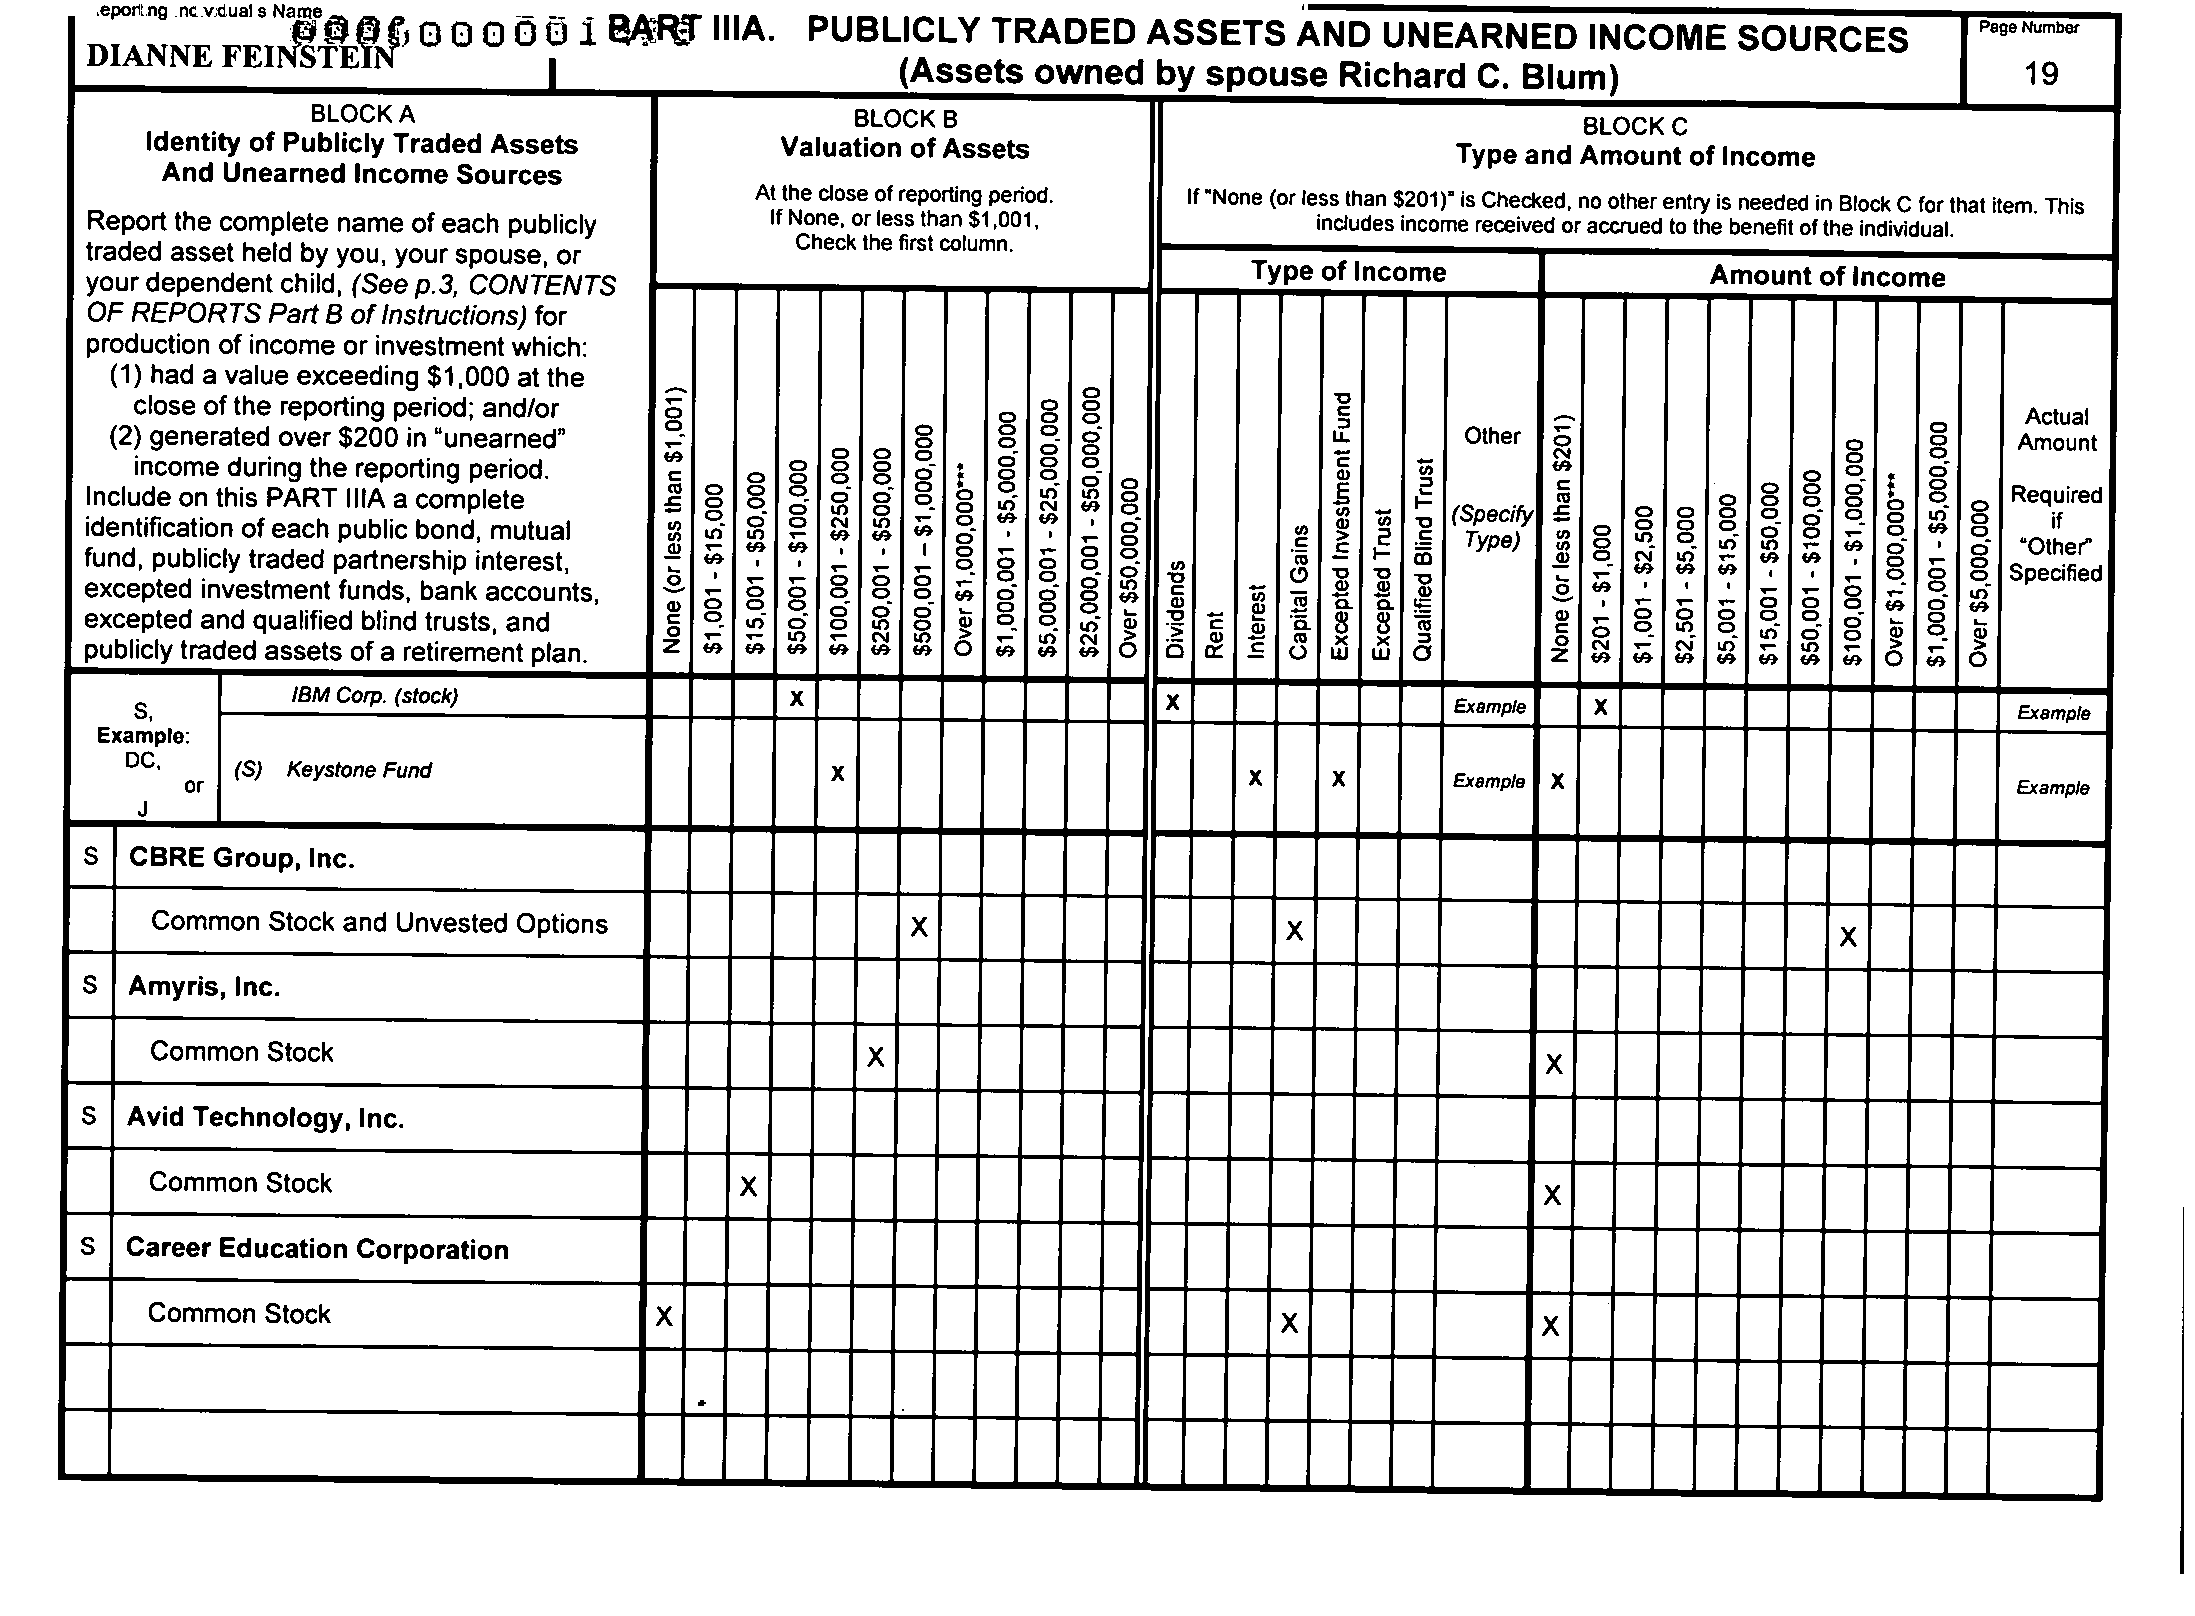 .eport.ng .nc.v:dual s Name
000000001
DIANNE FEINSTEIN
PART IIIA. PUBLICLY TRADED ASSETS AND UNEARNED INCOME SOURCES
(Assets owned by spouse Richard C. Blum)
Page Number
19
BLOCK A
Identity of Publicly Traded Assets
And Unearned Income Sources
Report the complete name of each publicly
traded asset held by you, your spouse, or
your dependent child, (See p.3, CONTENTS
OF REPORTS Part B of Instructions) for
production of income or investment which:
(1) had a value exceeding $1,000 at the
close of the reporting period; and/or
(2) generated over $200 in "unearned"
income during the reporting period.
Include on this PART IIIA a complete
identification of each public bond, mutual
fund, publicly traded partnership interest,
excepted investment funds, bank accounts,
excepted and qualified blind trusts, and
publicly traded assets of a retirement plan.
BLOCK B
Valuation of Assets
At the close of reporting period.
If None, or less than $1,001,
Check the first column.
None (or less than $1,001)
$1,001 - $15,000
$15,001 - $50,000
$50,001 - $100,000
$100,001 - $250,000
$250,001 - $500,000
$500,001 – $1,000,000
Over $1,000,000***
$1,000,001 - $5,000,000
$5,000,001 - $25,000,000
$25,000,001 - $50,000,000
Over $50,000,000
BLOCK C
Type and Amount of Income
If "None (or less than $201)" is Checked, no other entry is needed in Block C for that item. This
includes income received or accrued to the benefit of the individual.
Type of Income
Dividends
Rent
Interest
Capital Gains
Excepted Investment Fund
Excepted Trust
Qualified Blind Trust
Other
(Specify
Type)
Amount of Income
None (or less than $201)
$201 - $1,000
$1,001 - $2,500
$2,501 - $5,000
$5,001 - $15,000
$15,001 - $50,000
$50,001 - $100,000
$100,001 - $1,000,000
Over $1,000,000***
$1,000,001 - $5,000,000
Over $5,000,000
Actual
Amount
Required
if
"Other"
Specified
S,
Example:
DC,
or
J
IBM Corp. (stock) X X Example X Example
(S) Keystone Fund X X X Example X Example
S CBRE Group, Inc.
Common Stock and Unvested Options X X X
S Amyris, Inc.
Common Stock X X
S Avid Technology, Inc.
Common Stock X X
S Career Education Corporation
Common Stock X X X